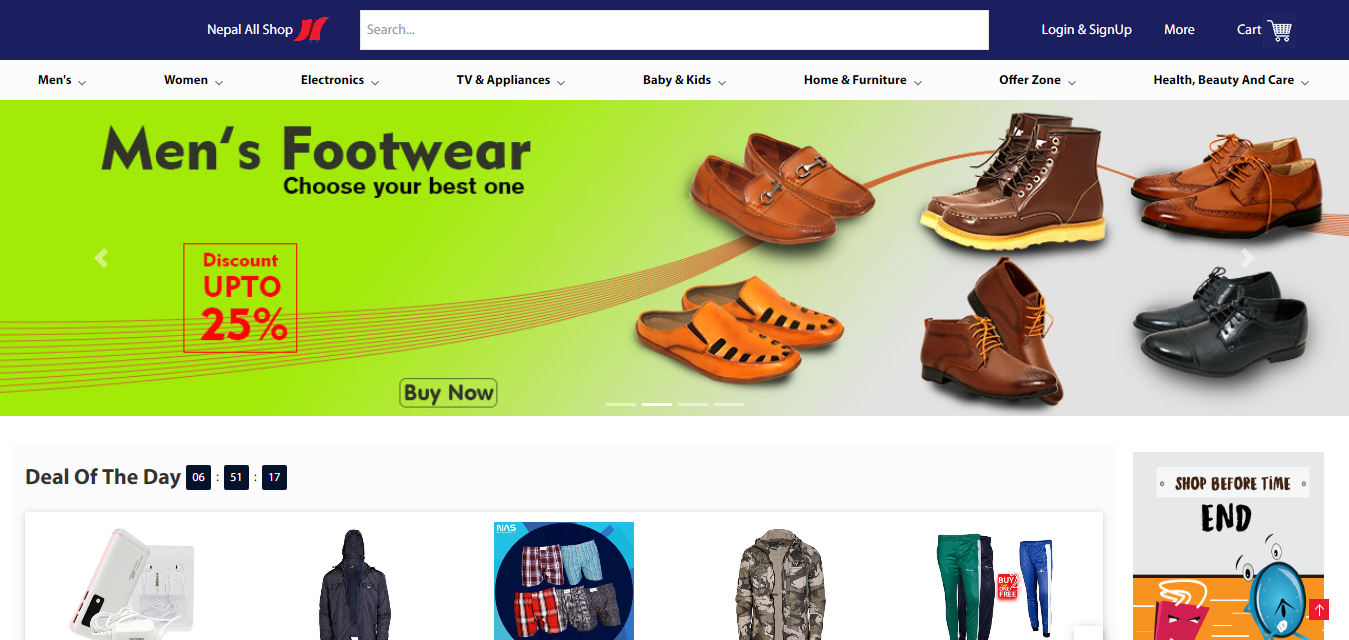 Nepal All Shop
Search...
Login & SignUp
More
Cart
Men's
Women
Electronics
TV & Appliances
Baby & Kids
Home & Furniture
Offer Zone
Health, Beauty And Care
Men's Footwear
Choose your best one
Discount
UPTO
25%
Buy Now
Deal Of The Day 06 : 51 : 17
SHOP BEFORE TIME
END
NAS
BUY 2
FREE